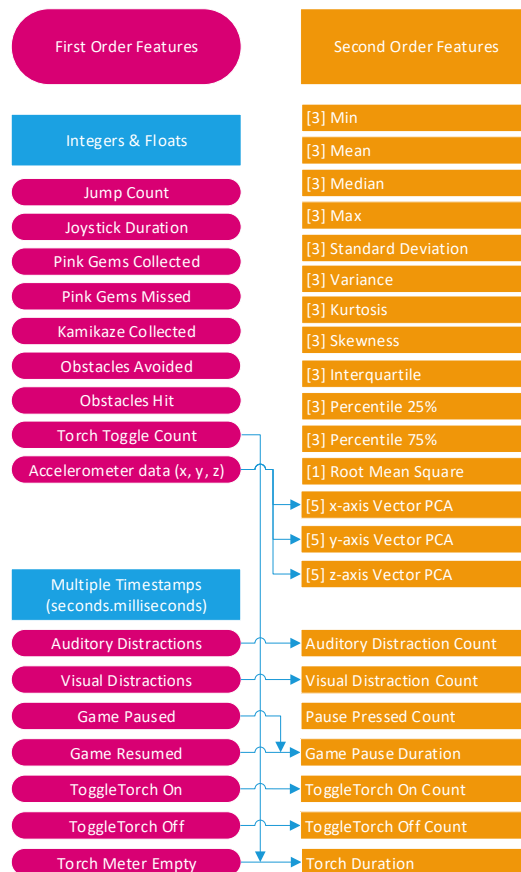 First Order Features
Integers & Floats
Jump Count
Joystick Duration
Pink Gems Collected
Pink Gems Missed
Kamikaze Collected
Obstacles Avoided
Obstacles Hit
Torch Toggle Count
Accelerometer data (x, y, z)
Multiple Timestamps
(seconds.milliseconds)
Auditory Distractions
Visual Distractions
Game Paused
Game Resumed
ToggleTorch On
ToggleTorch Off
Torch Meter Empty
Second Order Features
[3] Min
[3] Mean
[3] Median
[3] Max
[3] Standard Deviation
[3] Variance
[3] Kurtosis
[3] Skewness
[3] Interquartile
[3] Percentile 25%
[3] Percentile 75%
[1] Root Mean Square
[5] x-axis Vector PCA
[5] y-axis Vector PCA
[5] z-axis Vector PCA
Auditory Distraction Count
Visual Distraction Count
Pause Pressed Count
Game Pause Duration
ToggleTorch On Count
ToggleTorch Off Count
Torch Duration